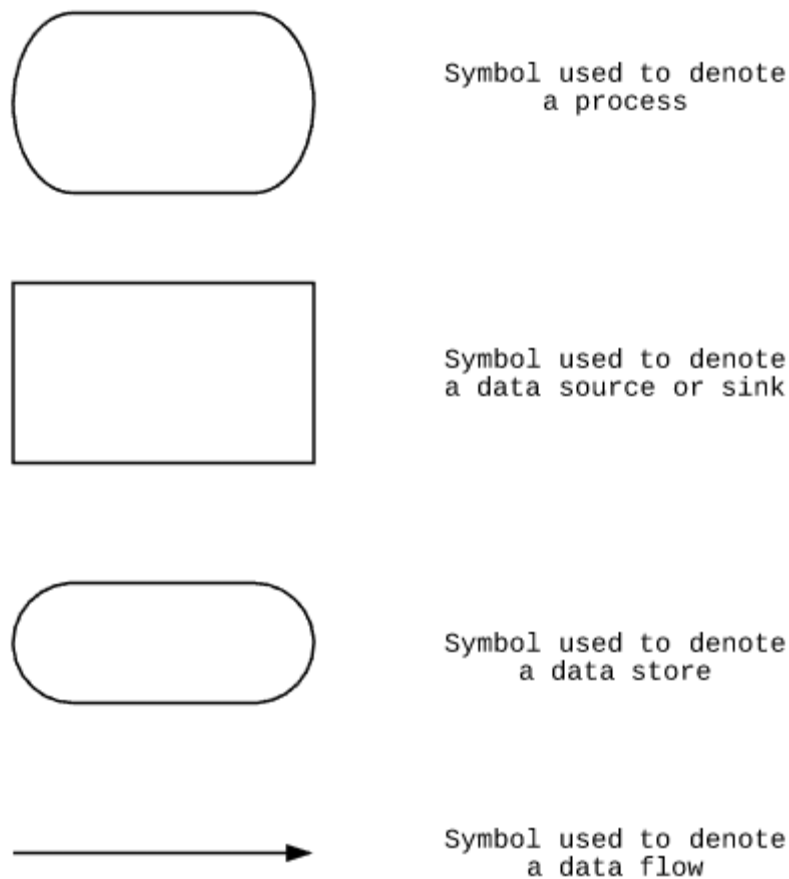 Symbol used to denote
a process
Symbol used to denote
a data source or sink
Symbol used to denote
a data store
Symbol used to denote
a data flow